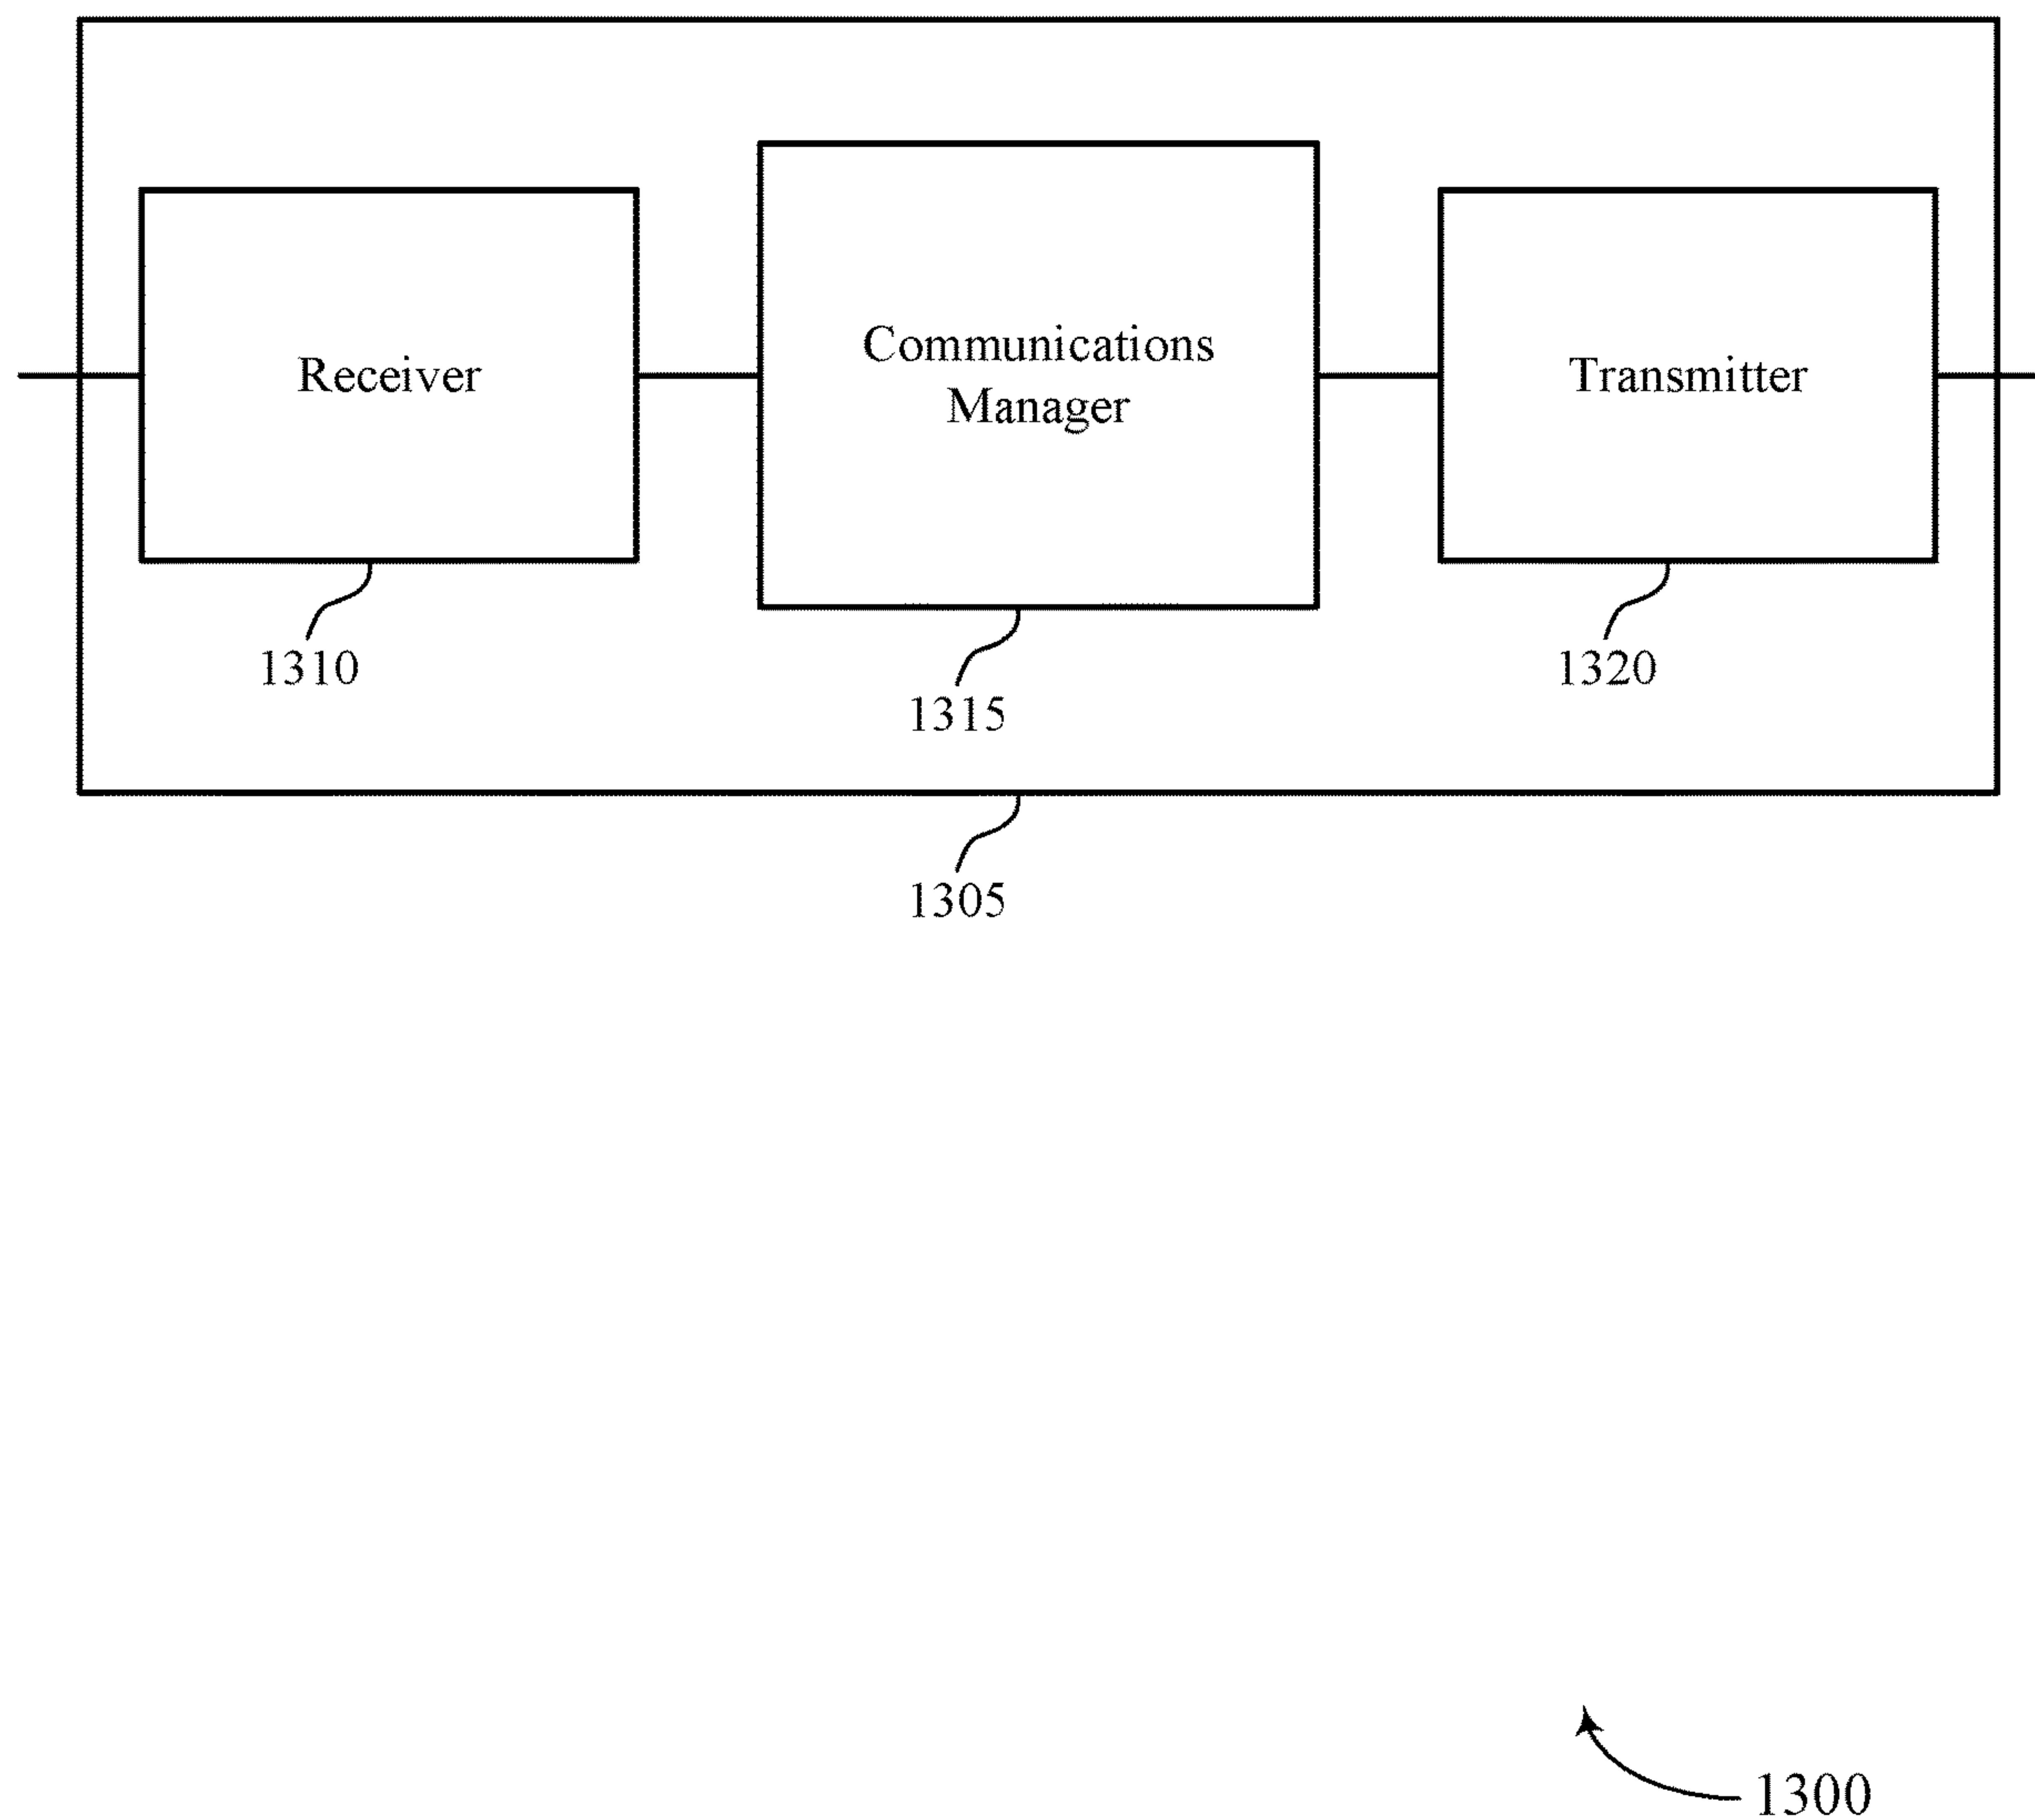 Receiver
Communications
Manager
Transmitter
1310
1315
1320
1305
1300